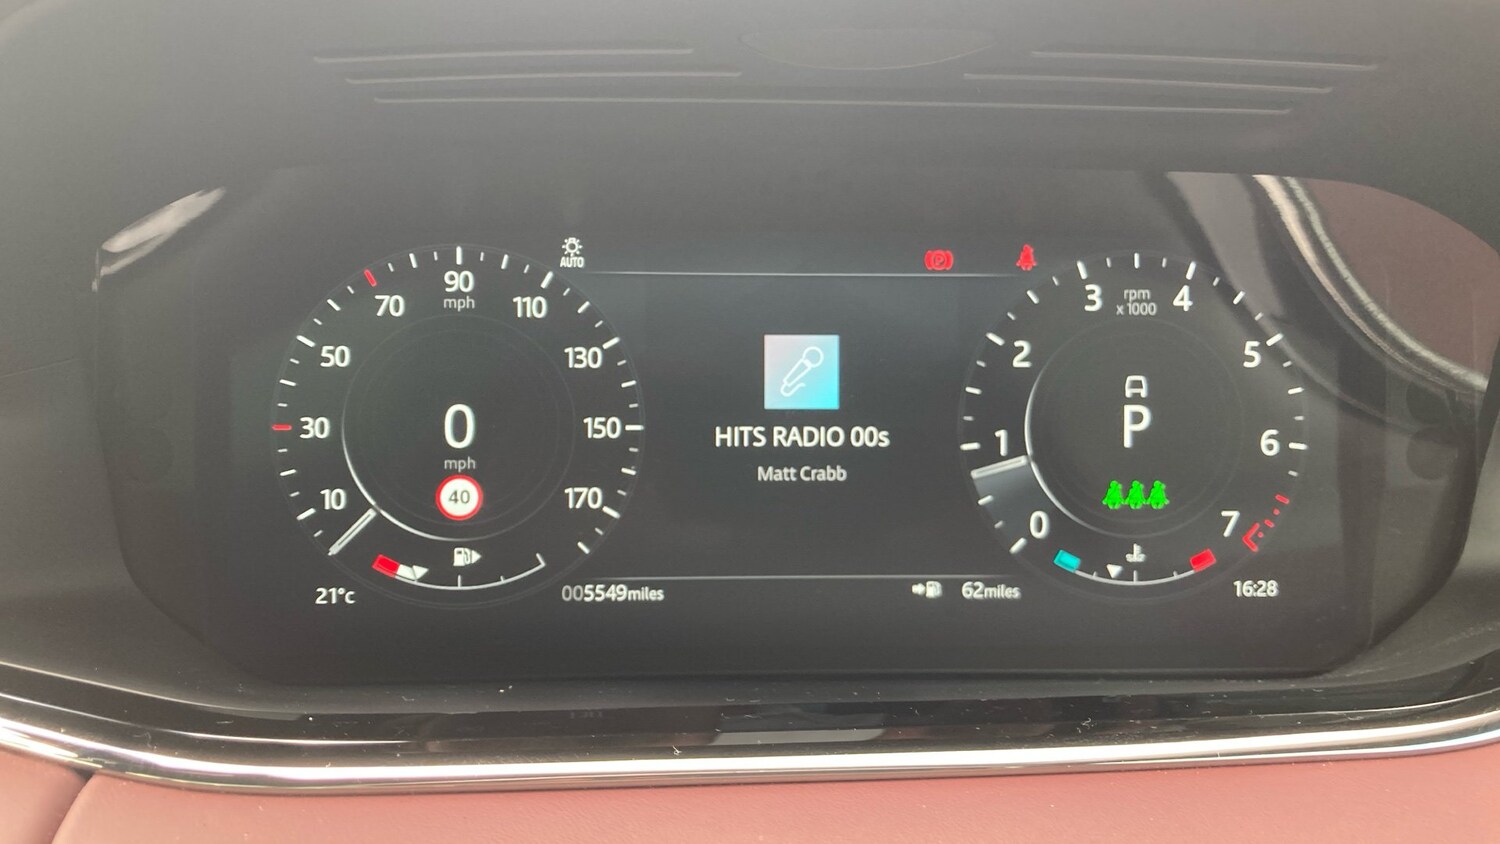 AUTO
90
mph
70
110
50
130
30
150
10
170
0
mph
40
21°c
005549miles
HITS RADIO 00s
Matt Crabb
P
3
rpm
x1000
4
2
5
1
6
0
7
P
62miles
16:28